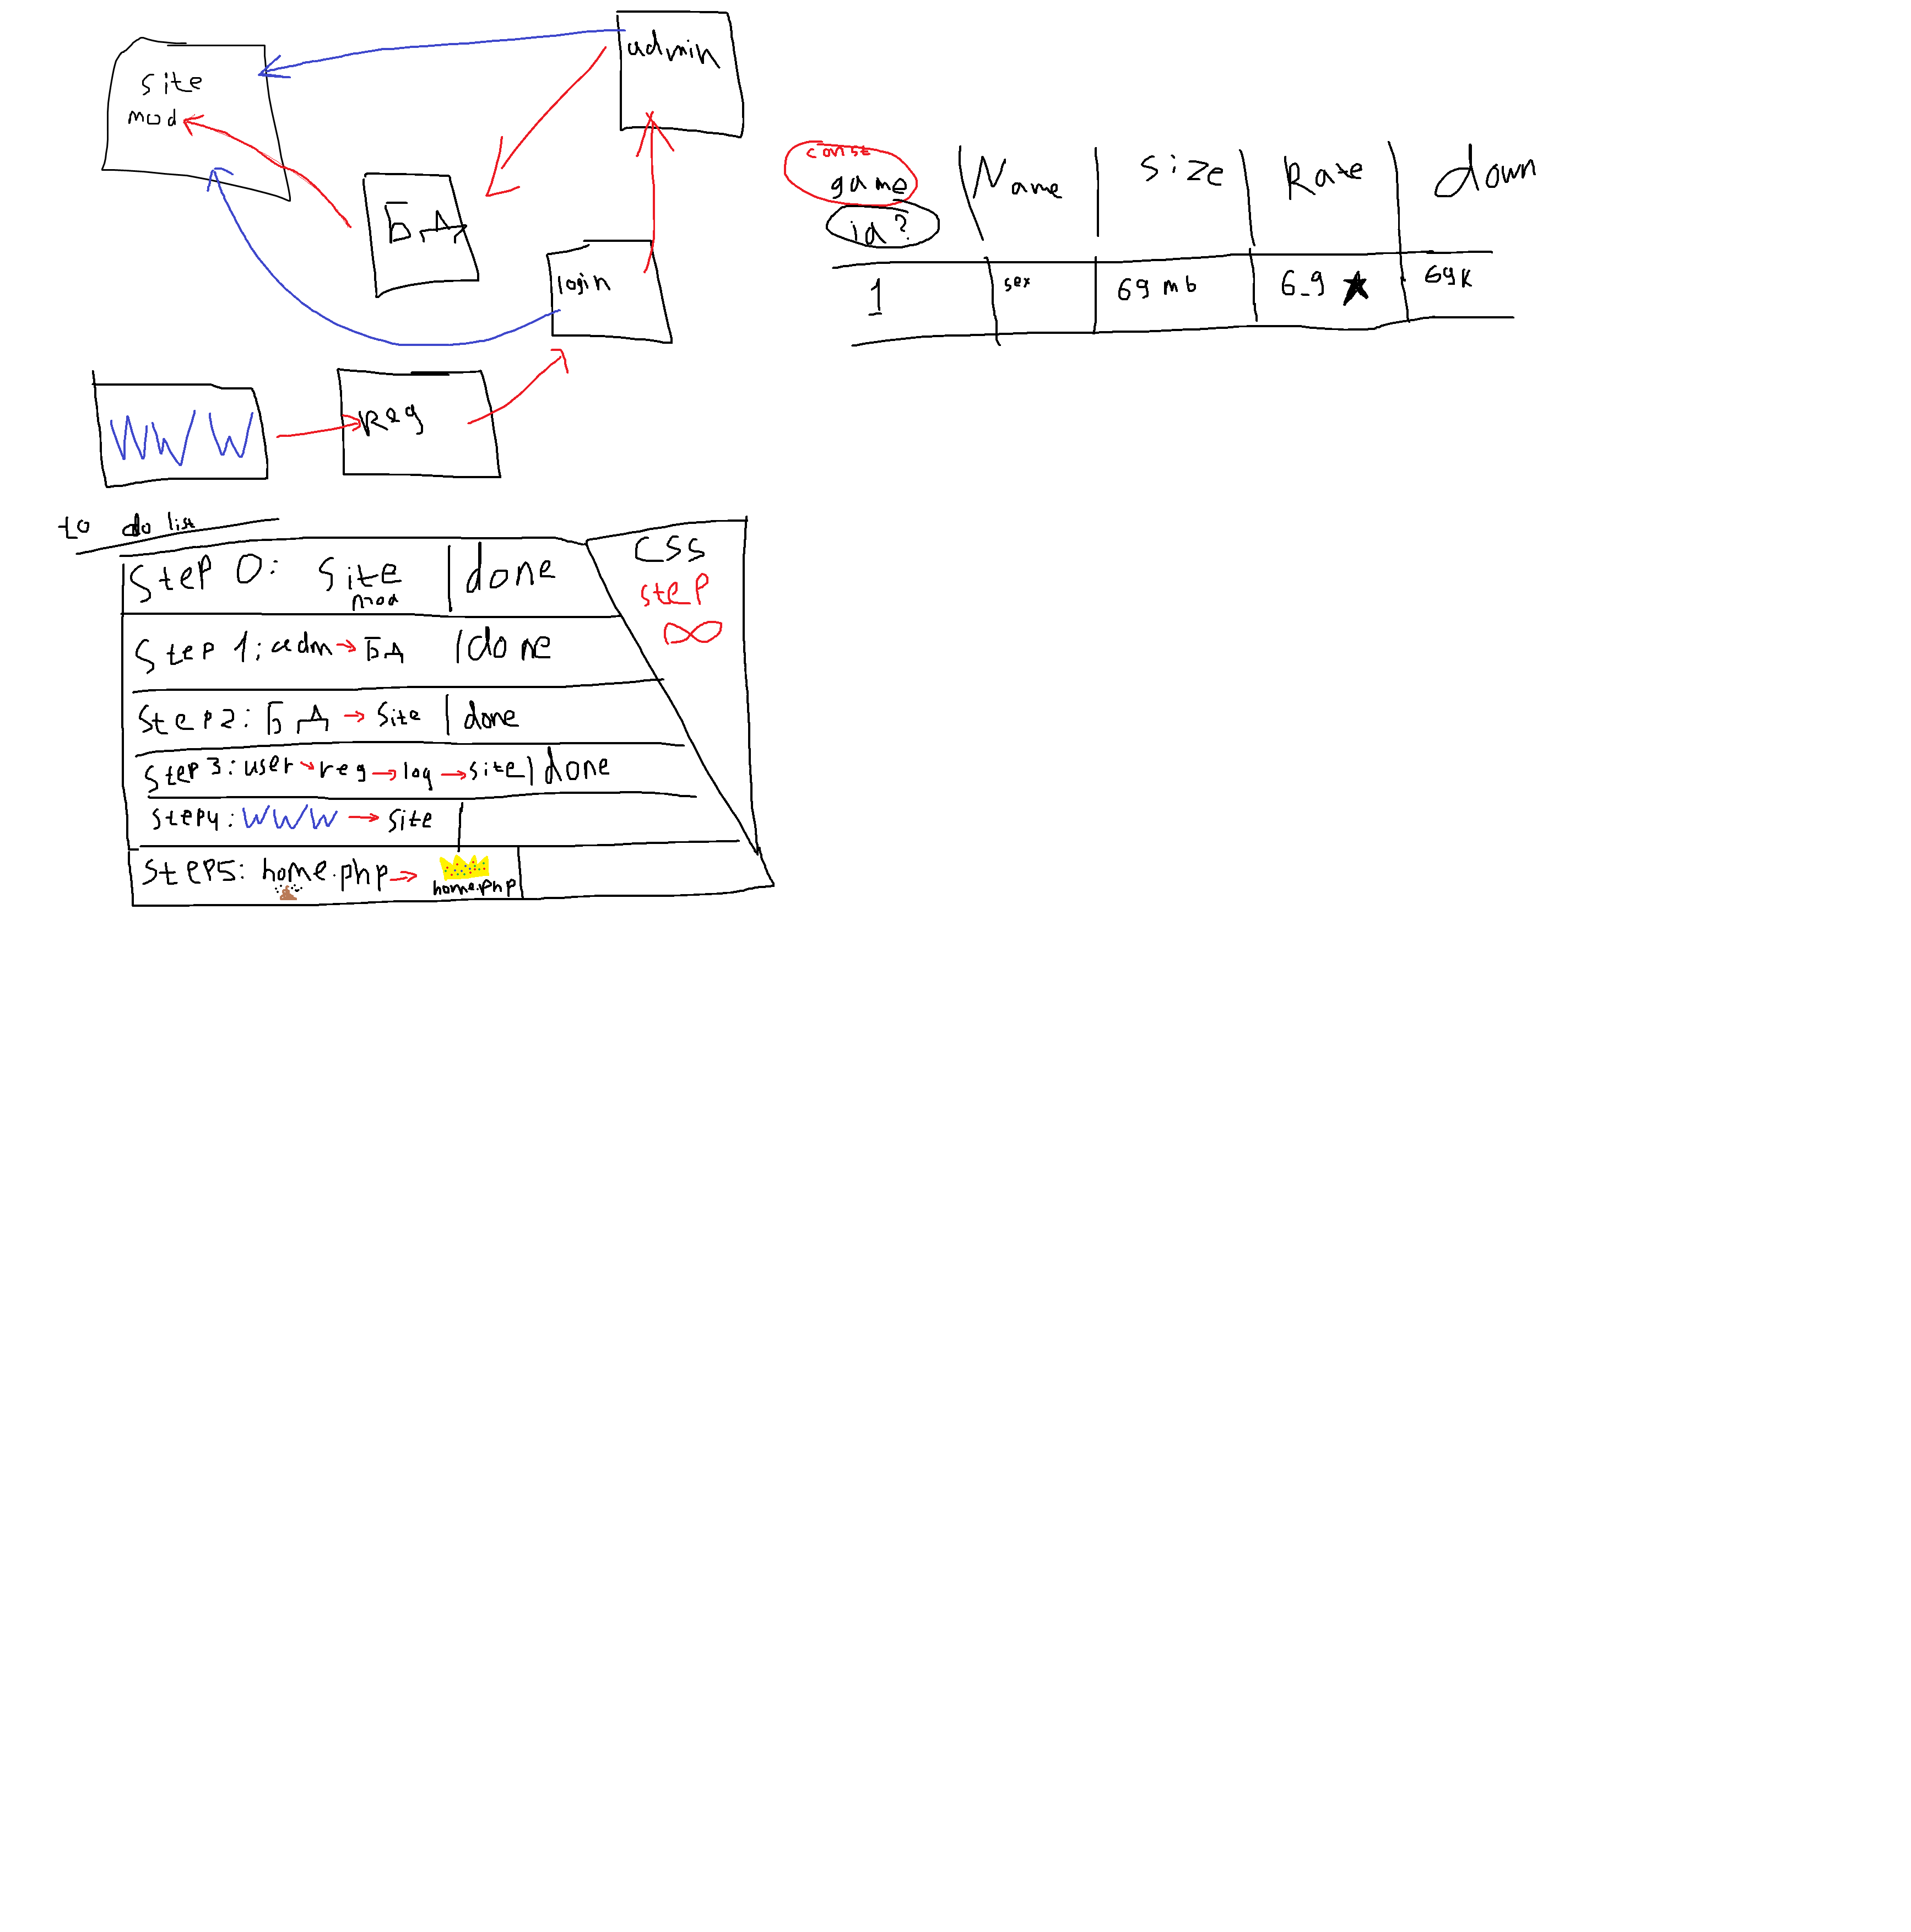 admin
site
mod
БД
login
WWW
Reg
const
game
id?
Name
size
Rate
down
1
sex
69 mb
6.9
69k
to do list
Step 0: Site
mod
done
Step 1: adm → БД
done
Step 2: БД → Site
done
Step 3: user → reg → log → site
done
step4: WWW → site
Step5: home.php →
home.php
CSS
step
∞